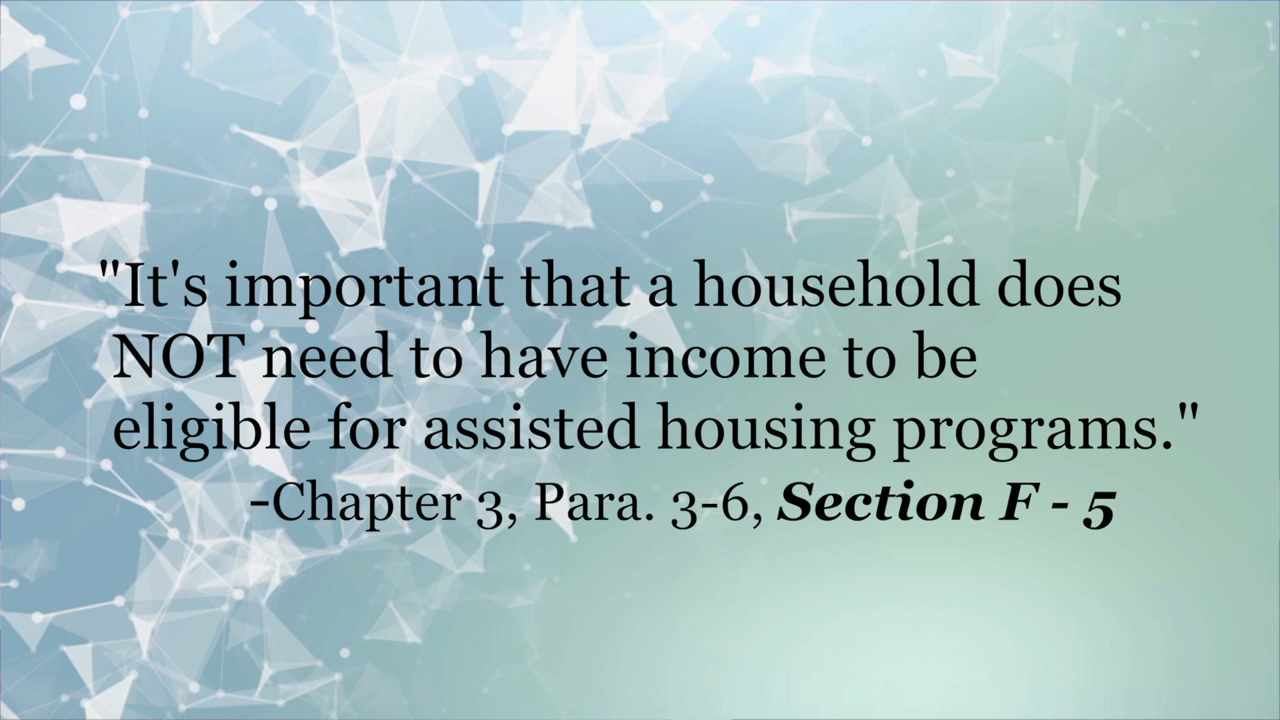 "It's important that a household does
NOT need to have income to be
eligible for assisted housing programs."
-Chapter 3, Para. 3-6, Section F - 5